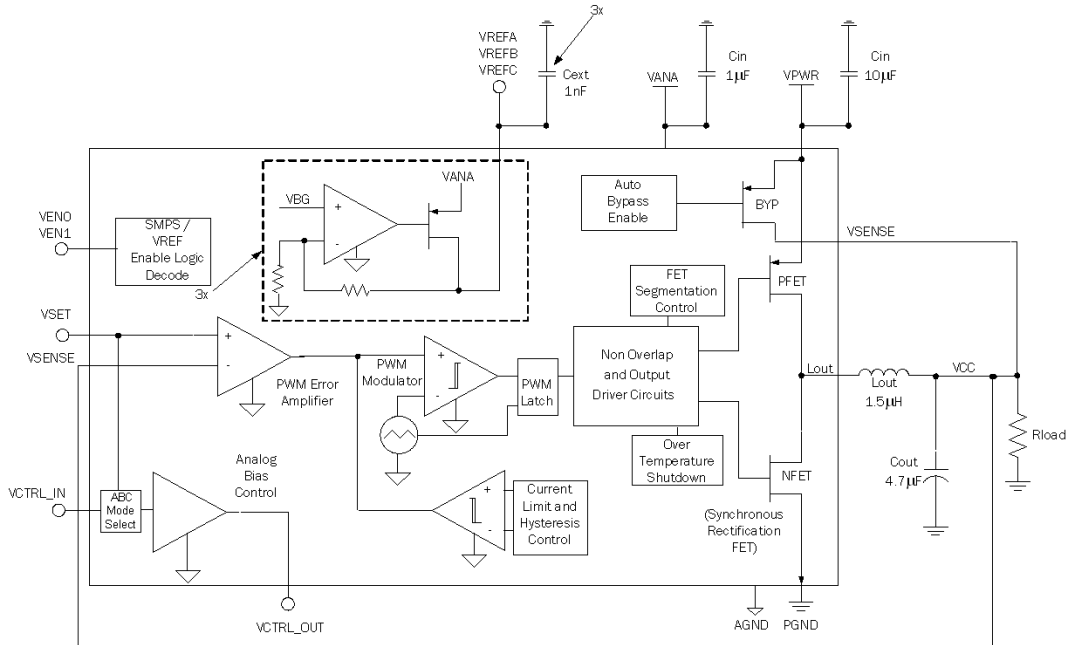 3x
VREFA
VREFB
VREFC
Cext
1nF
VANA
Cin
1µF
VPWR
Cin
10µF
VEN0
VEN1
SMPS /
VREF
Enable Logic
Decode
3x
VBG
+
-
VANA
Auto
Bypass
Enable
BYP
VSENSE
FET
Segmentation
Control
PFET
VSET
VSENSE
+
-
PWM Error
Amplifier
PWM
Modulator
+
-
PWM
Latch
Non Overlap
and Output
Driver Circuits
Lout
Lout
1.5µH
VCC
Rload
Cout
4.7µF
Over
Temperature
Shutdown
NFET
(Synchronous
Rectification
FET)
Analog
Bias
Control
VCTRL_IN
ABC
Mode
Select
+
-
Current
Limit and
Hysteresis
Control
VCTRL_OUT
AGND
PGND